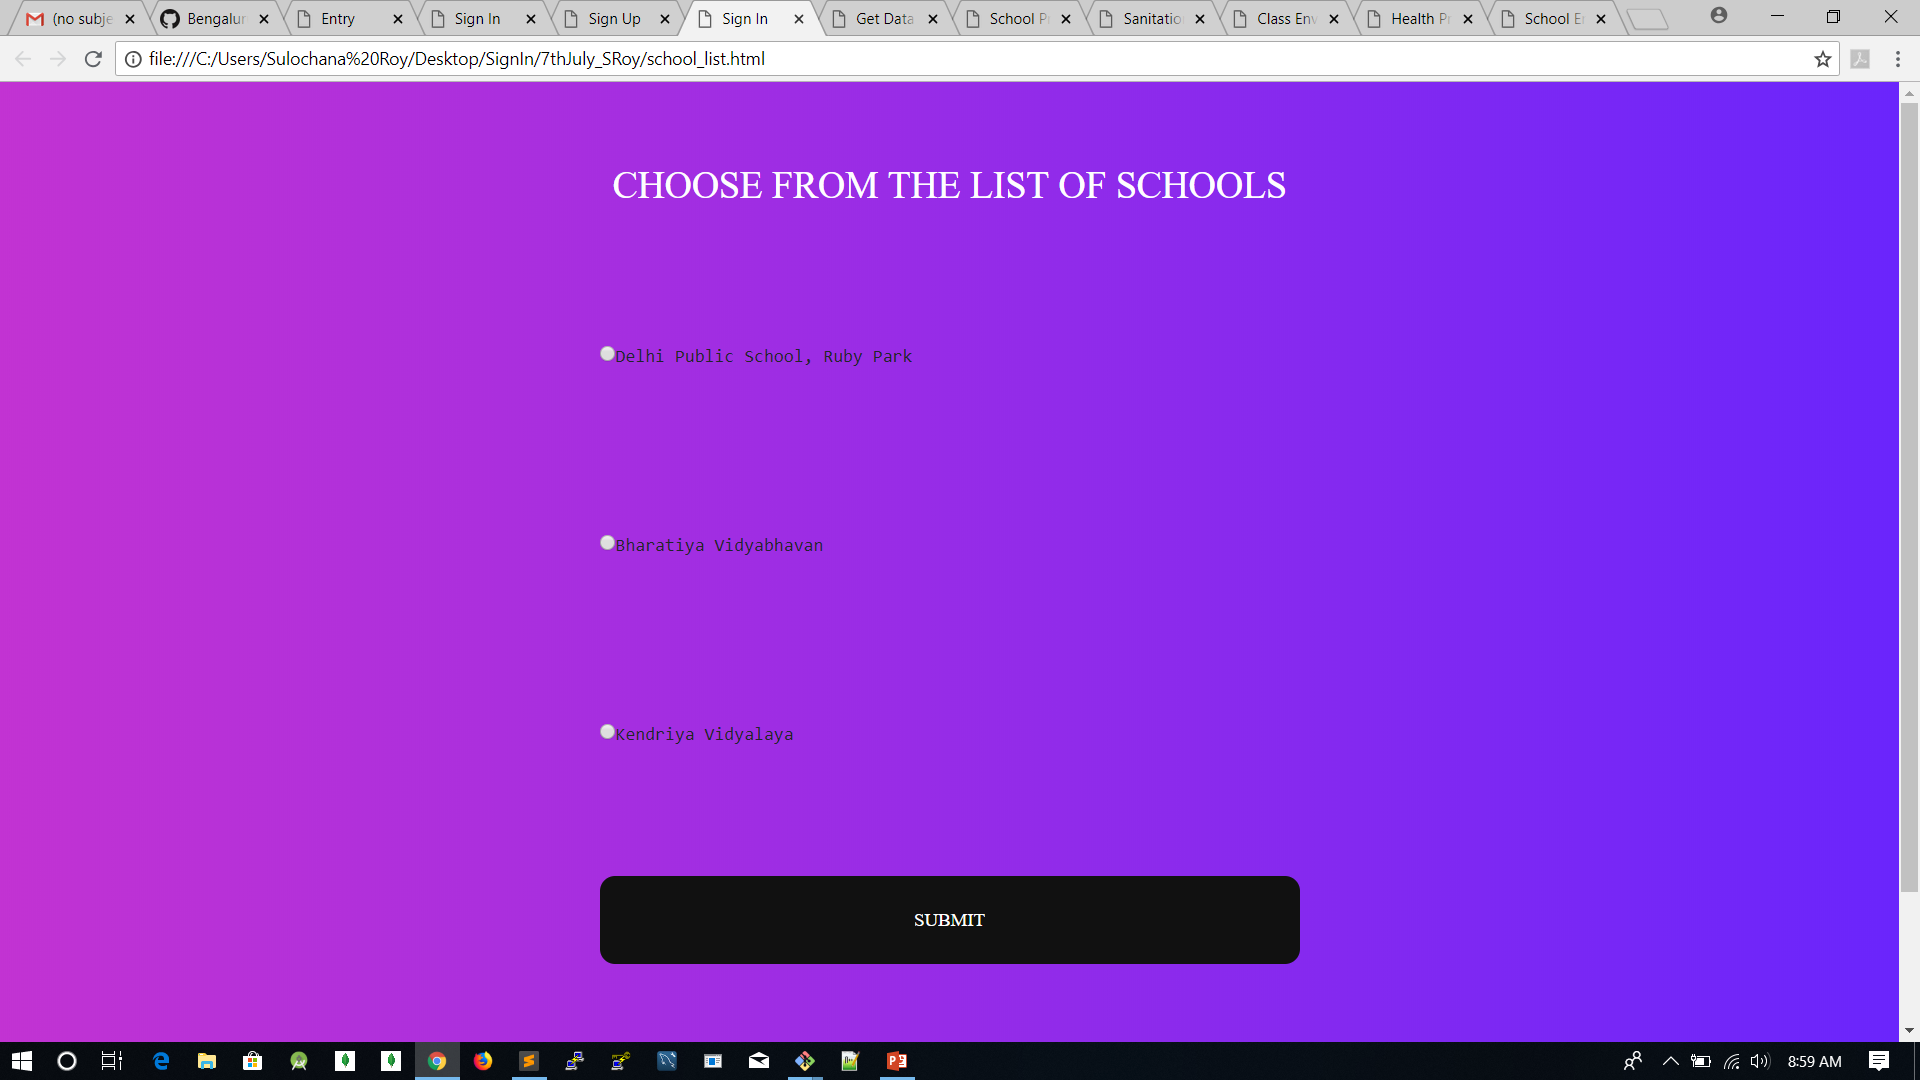 (no subje
Bengalur
Entry
Sign In
Sign Up
Sign In
Get Data
School P
Sanitatio
Class Env
Health Pr
School E
file:///C:/Users/Sulochana%20Roy/Desktop/SignIn/7thJuly_SRoy/school_list.html
CHOOSE FROM THE LIST OF SCHOOLS
Delhi Public School, Ruby Park
Bharatiya Vidyabhavan
Kendriya Vidyalaya
SUBMIT
8:59 AM